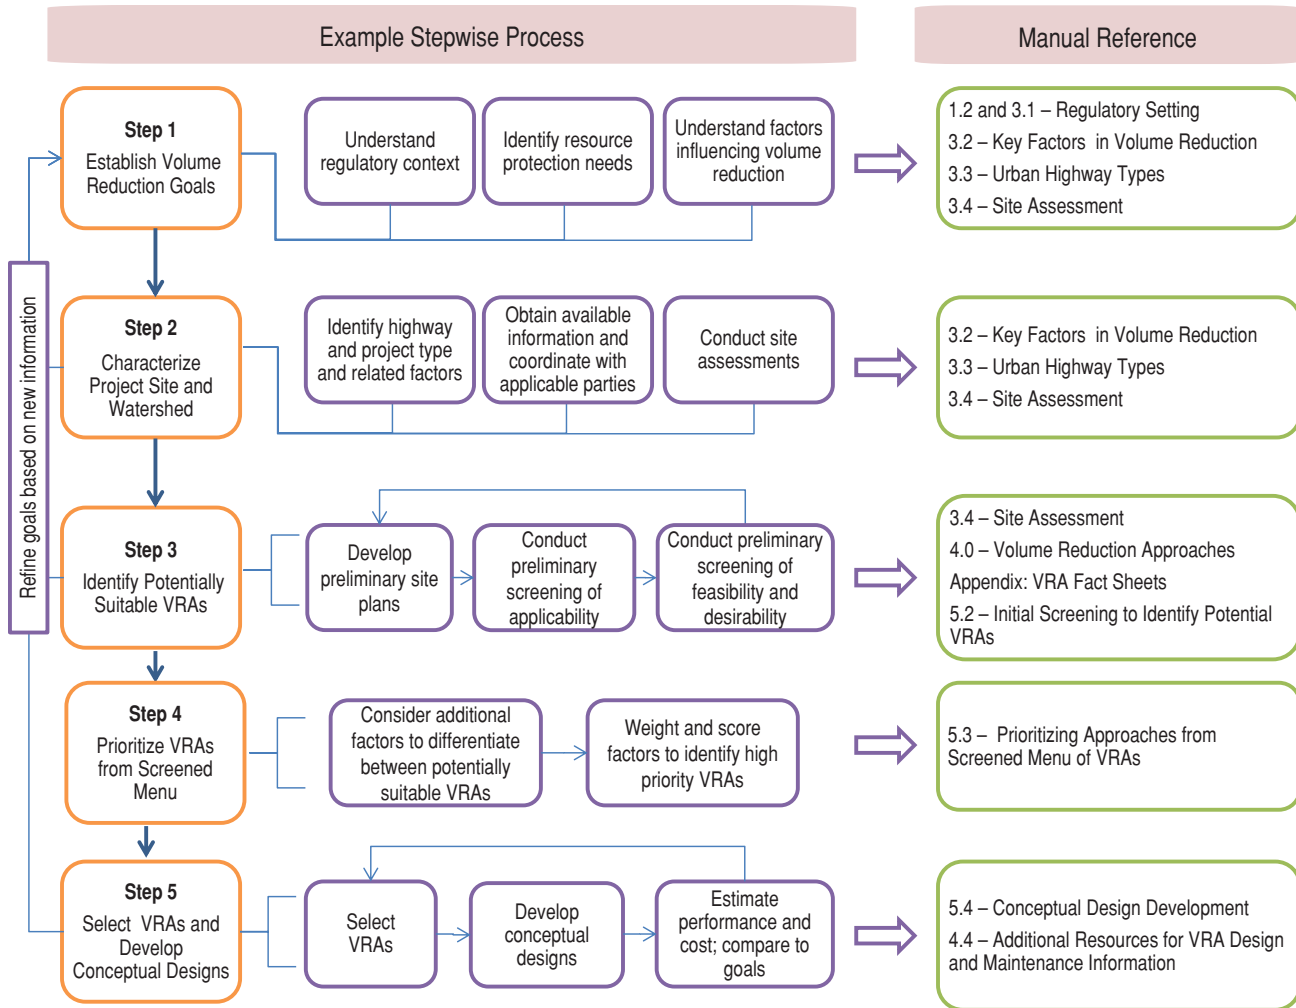 Example Stepwise Process
Manual Reference
Step 1
Establish Volume
Reduction Goals
Understand
regulatory context
Identify resource
protection needs
Understand factors
influencing volume
reduction
1.2 and 3.1 – Regulatory Setting
3.2 – Key Factors in Volume Reduction
3.3 – Urban Highway Types
3.4 – Site Assessment
Refine goals based on new information
Step 2
Characterize
Project Site and
Watershed
Identify highway
and project type
and related factors
Obtain available
information and
coordinate with
applicable parties
Conduct site
assessments
3.2 – Key Factors in Volume Reduction
3.3 – Urban Highway Types
3.4 – Site Assessment
Step 3
Identify Potentially
Suitable VRAs
Develop
preliminary site
plans
Conduct
preliminary
screening of
applicability
Conduct preliminary
screening of
feasibility and
desirability
3.4 – Site Assessment
4.0 – Volume Reduction Approaches
Appendix: VRA Fact Sheets
5.2 – Initial Screening to Identify Potential
VRAs
Step 4
Prioritize VRAs
from Screened
Menu
Consider additional
factors to differentiate
between potentially
suitable VRAs
Weight and score
factors to identify high
priority VRAs
5.3 – Prioritizing Approaches from
Screened Menu of VRAs
Step 5
Select VRAs and
Develop
Conceptual Designs
Select
VRAs
Develop
conceptual
designs
Estimate
performance and
cost; compare to
goals
5.4 – Conceptual Design Development
4.4 – Additional Resources for VRA Design
and Maintenance Information